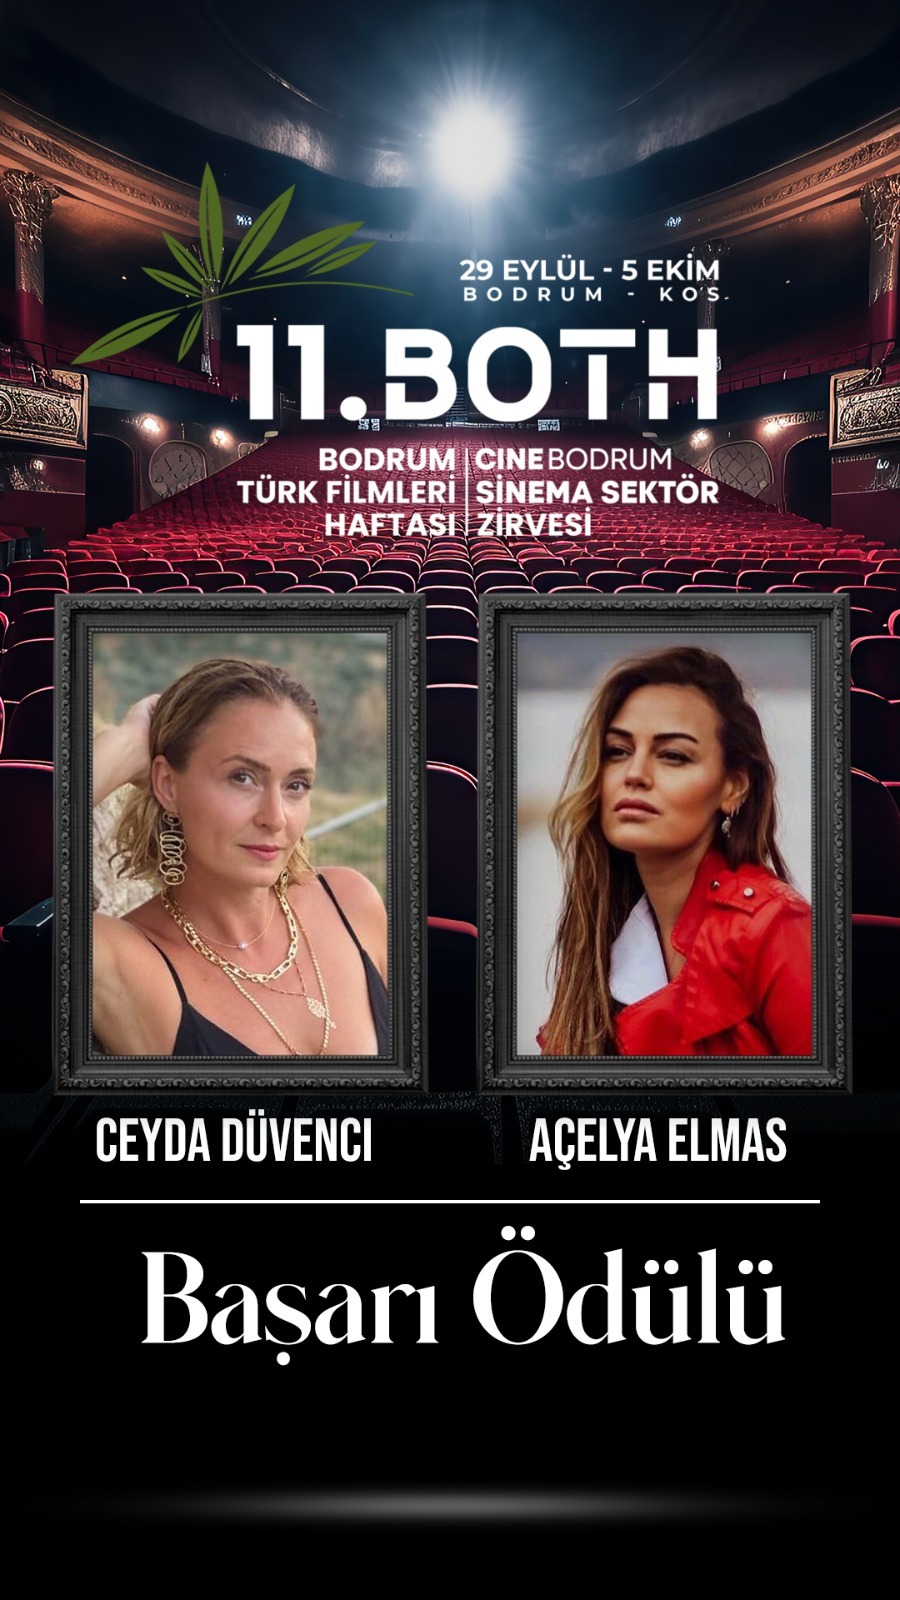 29 EYLÜL - 5 EKİM
BODRUM - KOS
11.BOTH
BODRUM
TÜRK FİLMLERİ
HAFTASI
CINEBODRUM
SİNEMA SEKTÖR
ZİRVESİ
CEYDA DÜVENCI
AÇELYA ELMAS
Başarı Ödülü